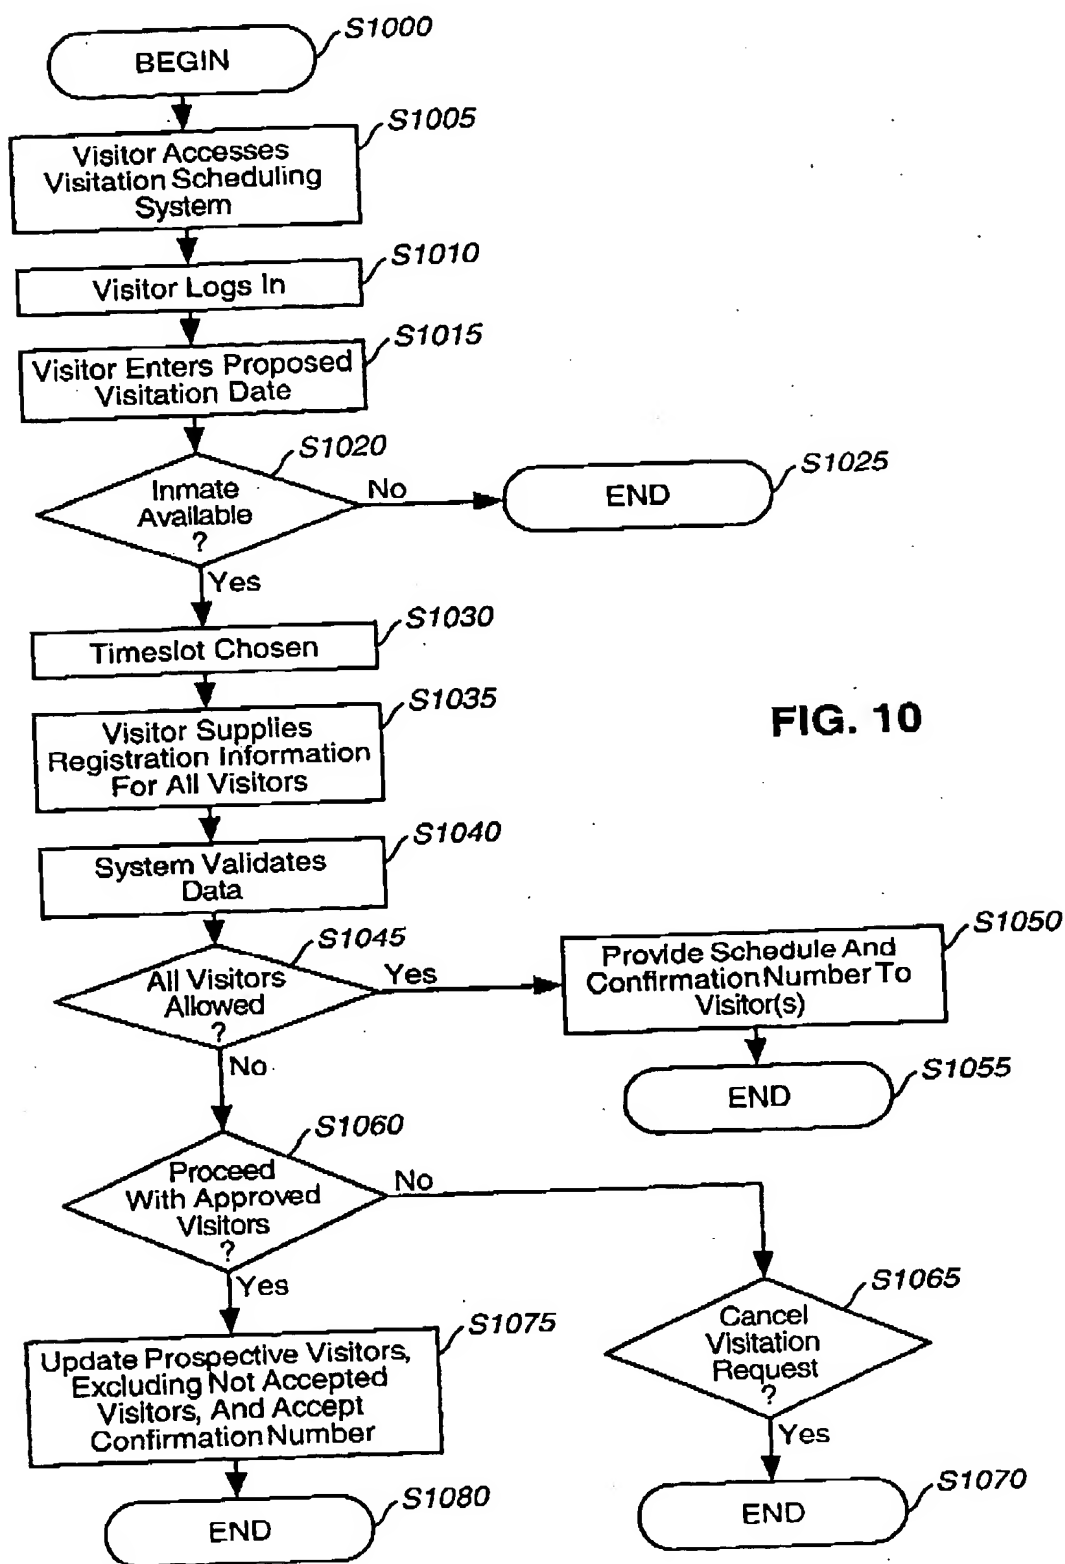 S1000
BEGIN
S1005
Visitor Accesses
Visitation Scheduling
System
S1010
Visitor Logs In
S1015
Visitor Enters Proposed
Visitation Date
S1020
Inmate
Available
?
No
S1025
END
Yes
S1030
Timeslot Chosen
S1035
Visitor Supplies
Registration Information
For All Visitors
FIG. 10
S1040
System Validates
Data
S1045
All Visitors
Allowed
?
Yes
S1050
Provide Schedule And
Confirmation Number To
Visitor(s)
No
S1055
END
S1060
Proceed
With Approved
Visitors
?
No
Yes
S1065
Cancel
Visitation
Request
?
S1075
Update Prospective Visitors,
Excluding Not Accepted
Visitors, And Accept
Confirmation Number
Yes
S1080
END
S1070
END